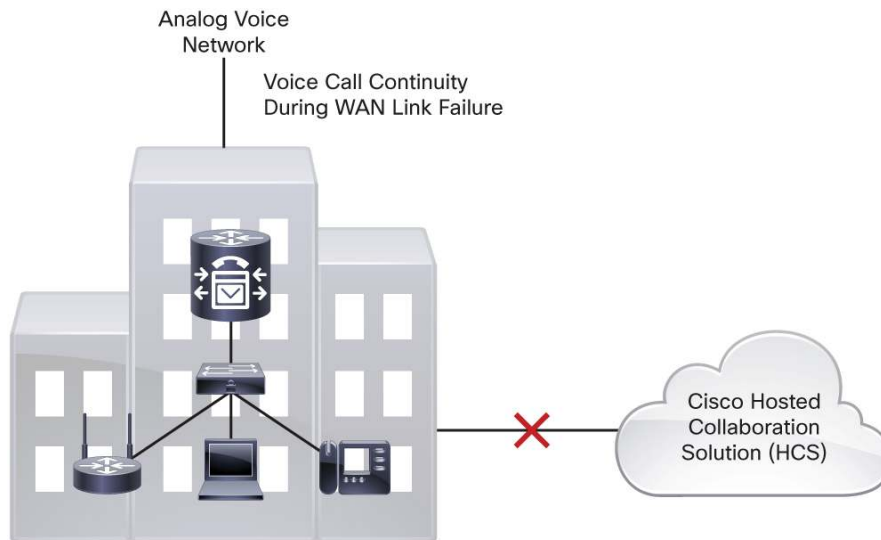 Analog Voice
Network
Voice Call Continuity
During WAN Link Failure
Cisco Hosted
Collaboration
Solution (HCS)